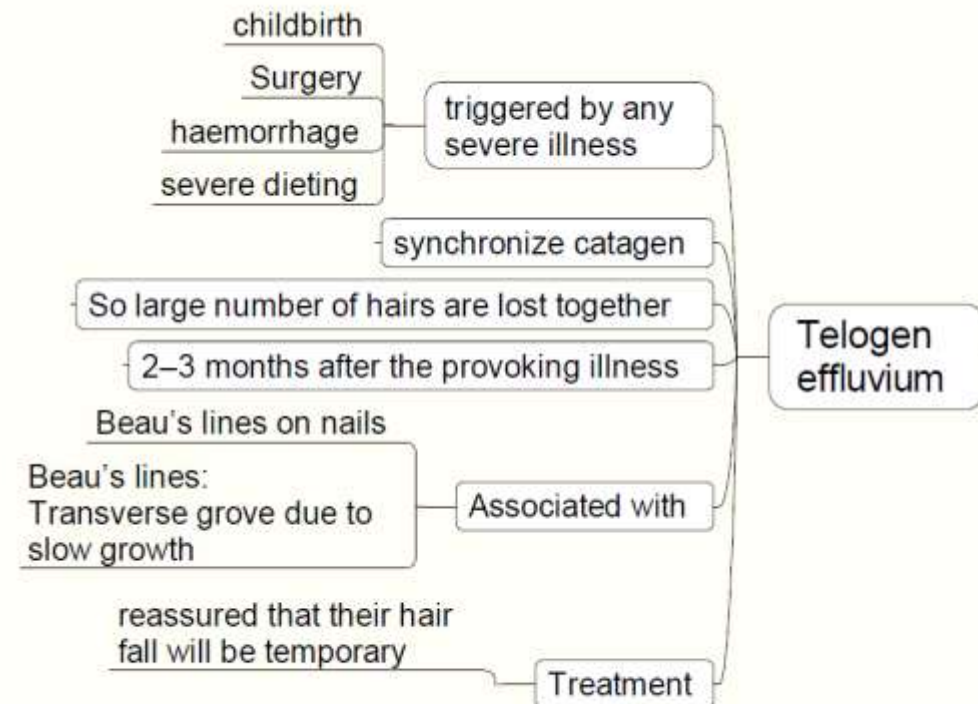 childbirth
Surgery
haemorrhage
severe dieting
triggered by any
severe illness
synchronize catagen
So large number of hairs are lost together
2–3 months after the provoking illness
Telogen
effluvium
Beau's lines on nails
Beau's lines:
Transverse grove due to
slow growth
Associated with
reassured that their hair
fall will be temporary
Treatment